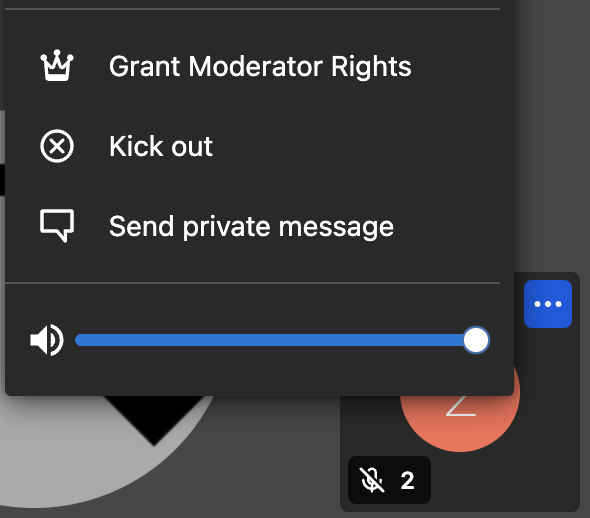 Grant Moderator Rights
Kick out
Send private message
2